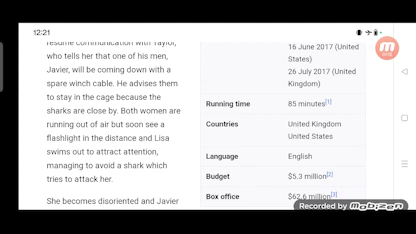 12:21
resume communication with Taylor,
who tells her that one of his men,
Javier, will be coming down with a
spare winch cable. He advises them
to stay in the cage because the
sharks are close by. Both women are
running out of air but soon see a
flashlight in the distance and Lisa
swims out to attract attention,
managing to avoid a shark which
tries to attack her.
She becomes disoriented and Javier
16 June 2017 (United
States)
26 July 2017 (United
Kingdom)
Running time 85 minutes[1]
Countries United Kingdom
United States
Language English
Budget $5.3 million[2]
Box office $62.6 million[3]
Recorded by Mobizen